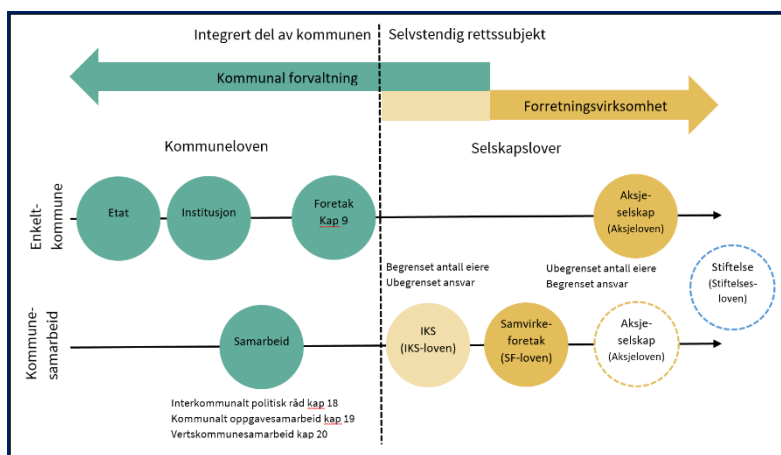 Integrert del av kommunen
Selvstendig rettssubjekt
Kommunal forvaltning
Forretningsvirksomhet
Kommuneloven
Selskapslover
Enkelt-
kommune
Etat
Institusjon
Foretak
Kap 9
Aksje-
selskap
(Aksjeloven)
Begrenset antall eiere
Ubegrenset ansvar
Ubegrenset antall eiere
Begrenset ansvar
Stiftelse
(Stiftelses-
loven)
Kommune-
samarbeid
Samarbeid
IKS
(IKS-loven)
Samvirke-
foretak
(SF-loven)
Aksje-
selskap
(Aksjeloven)
Interkommunalt politisk råd kap 18
Kommunalt oppgavesamarbeid kap 19
Vertskommunesamarbeid kap 20